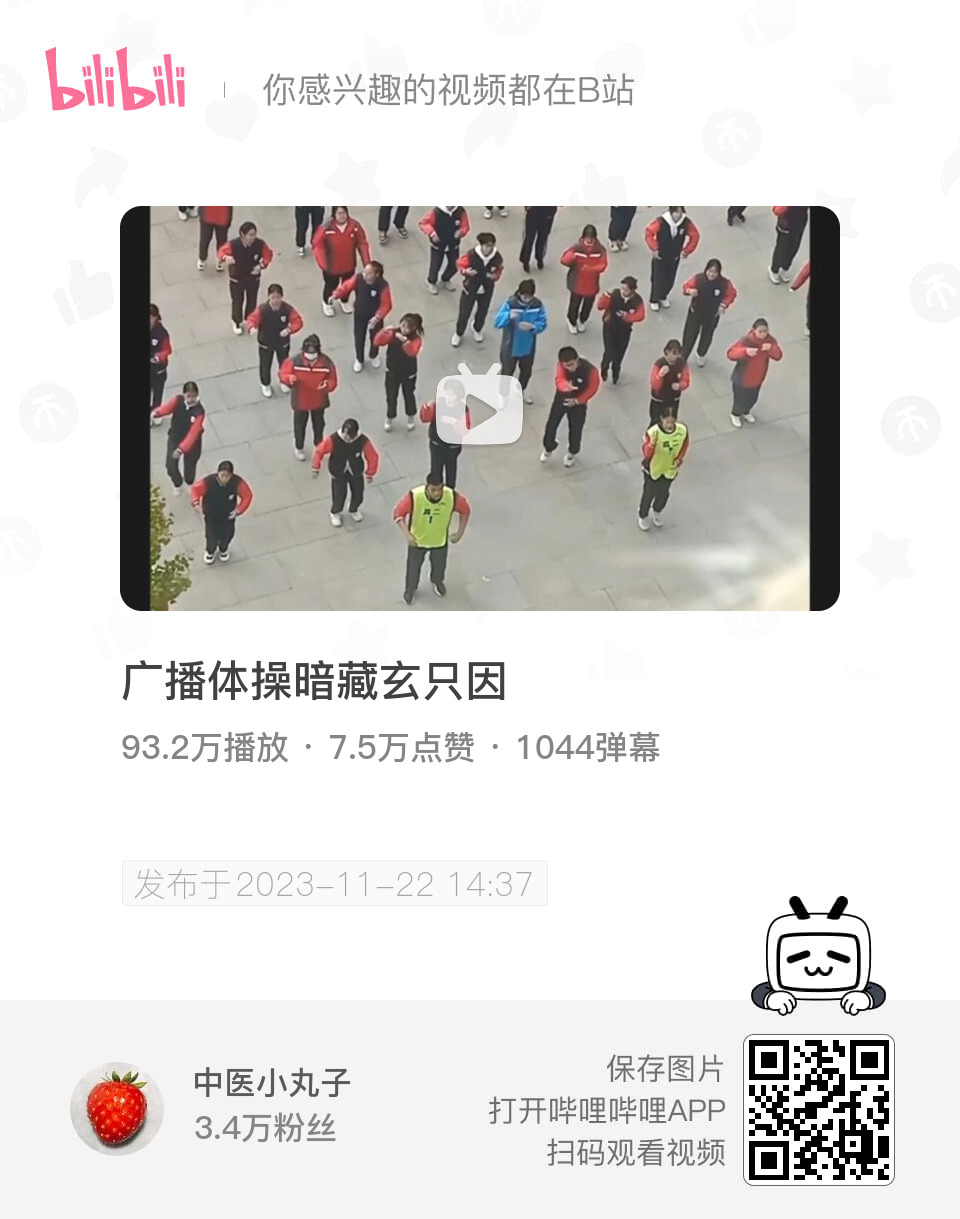 bilibili
你感兴趣的视频都在B站
广播体操暗藏玄只因
93.2万播放 · 7.5万点赞 · 1044弹幕
发布于2023-11-22 14:37
中医小丸子
3.4万粉丝
保存图片
打开哔哩哔哩APP
扫码观看视频